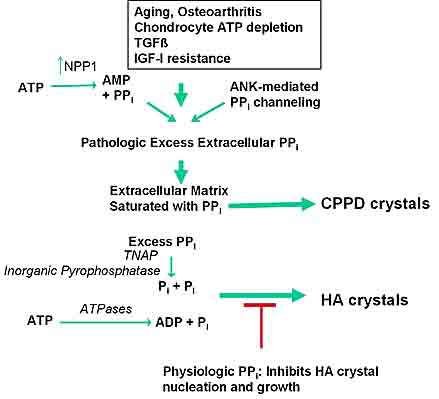 Aging, Osteoarthritis
Chondrocyte ATP depletion
TGFß
IGF-I resistance
↑NPP1
ATP
AMP
+ PPi
ANK-mediated
PPi channeling
Pathologic Excess Extracellular PPi
Extracellular Matrix
Saturated with PPi
CPPD crystals
Excess PPi
TNAP
Inorganic Pyrophosphatase
Pi + Pi
HA crystals
ATPases
ATP
ADP + Pi
Physiologic PPi: Inhibits HA crystal
nucleation and growth